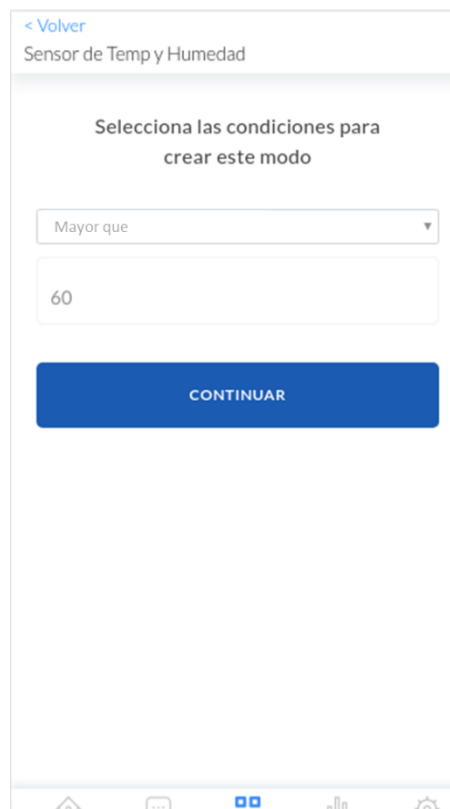 < Volver
Sensor de Temp y Humedad
Selecciona las condiciones para
crear este modo
Mayor que
60
CONTINUAR